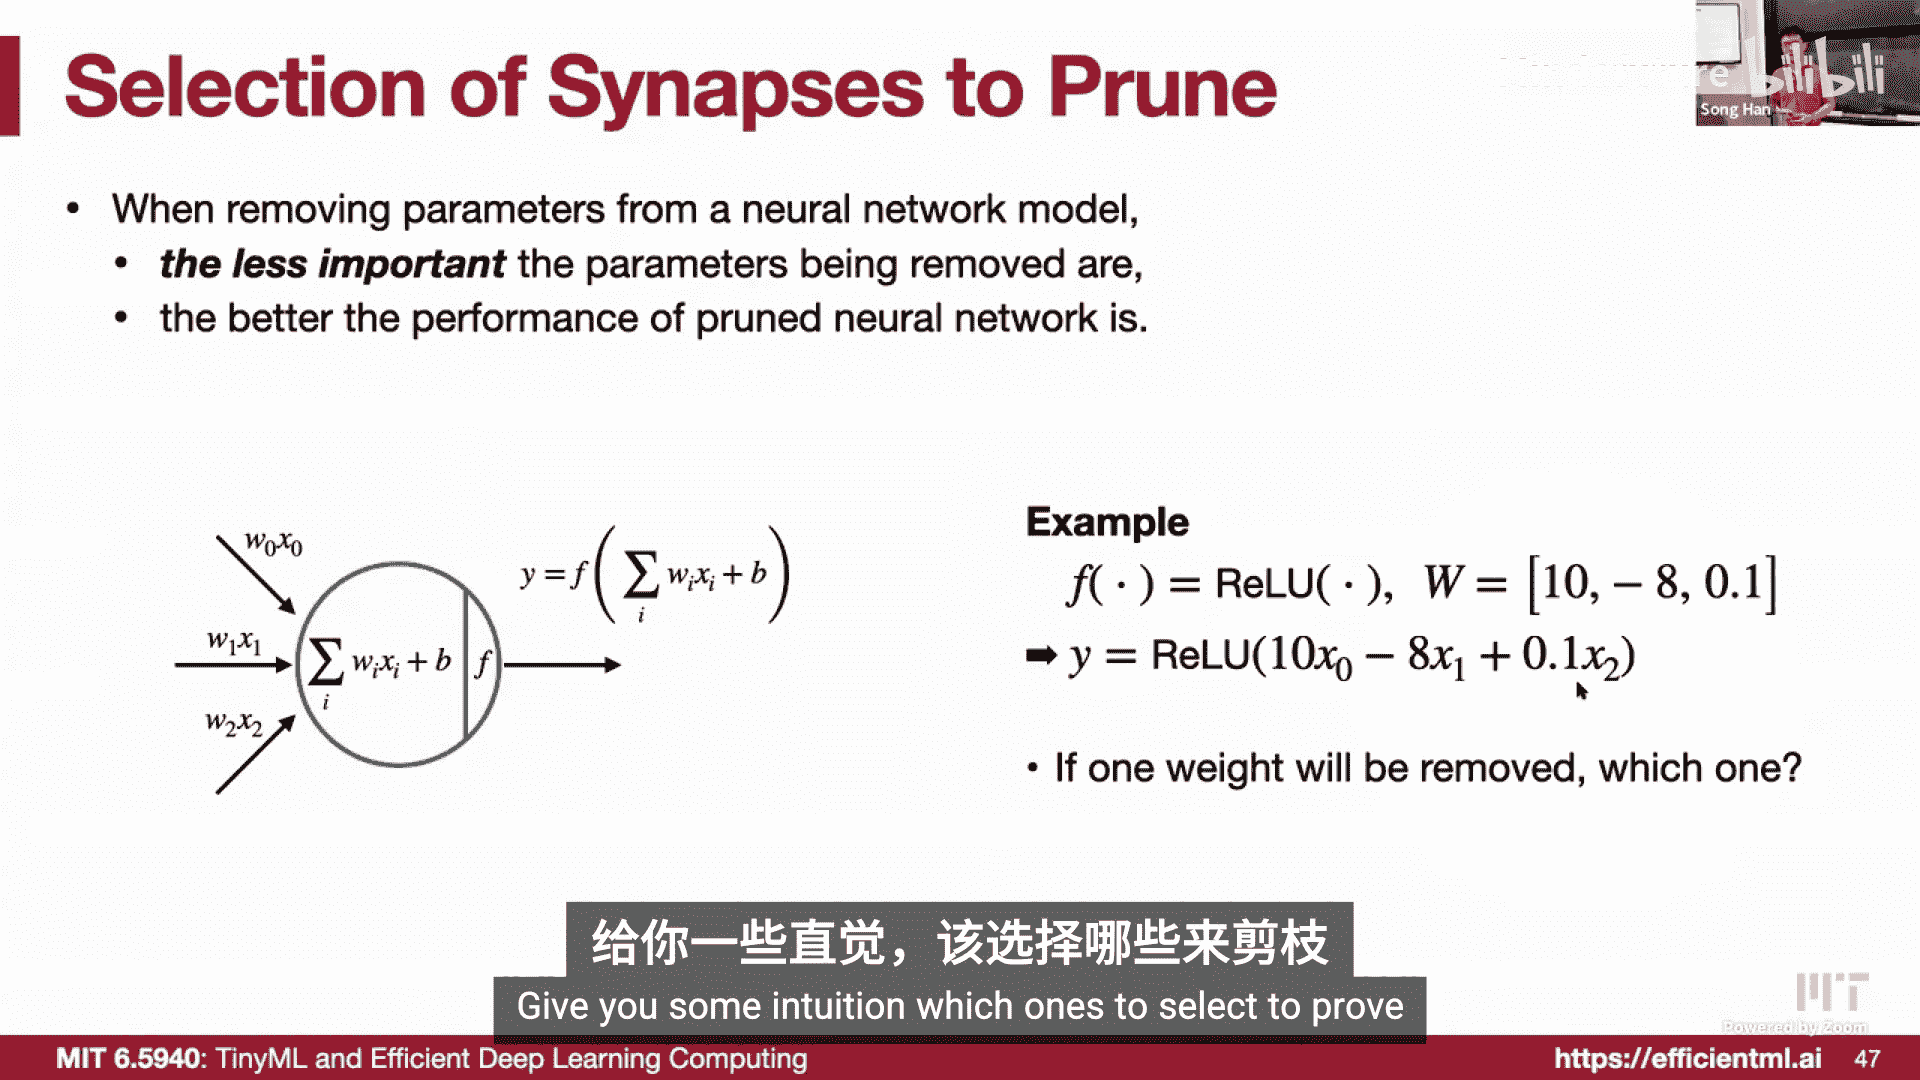 Selection of Synapses to Prune
bilibili
Song Han
• When removing parameters from a neural network model,
• the less important the parameters being removed are,
• the better the performance of pruned neural network is.
w₀x₀
w₁x₁
w₂x₂
∑ᵢ wᵢxᵢ + b
f
y = f(∑ᵢ wᵢxᵢ + b)
Example
f(·) = ReLU(·), W = [10, − 8, 0.1]
➡ y = ReLU(10x₀ − 8x₁ + 0.1x₂)
• If one weight will be removed, which one?
给你一些直觉，该选择哪些来剪枝
Give you some intuition which ones to select to prove
MIT
Powered by Zoom
MIT 6.5940: TinyML and Efficient Deep Learning Computing
https://efficientml.ai
47